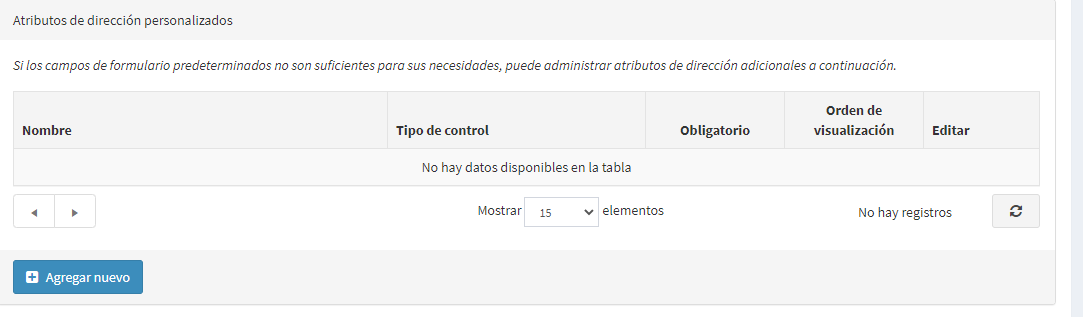 Atributos de dirección personalizados
Si los campos de formulario predeterminados no son suficientes para sus necesidades, puede administrar atributos de dirección adicionales a continuación.
Nombre Tipo de control Obligatorio Orden de visualización Editar
No hay datos disponibles en la tabla
Mostrar 15 elementos No hay registros
Agregar nuevo